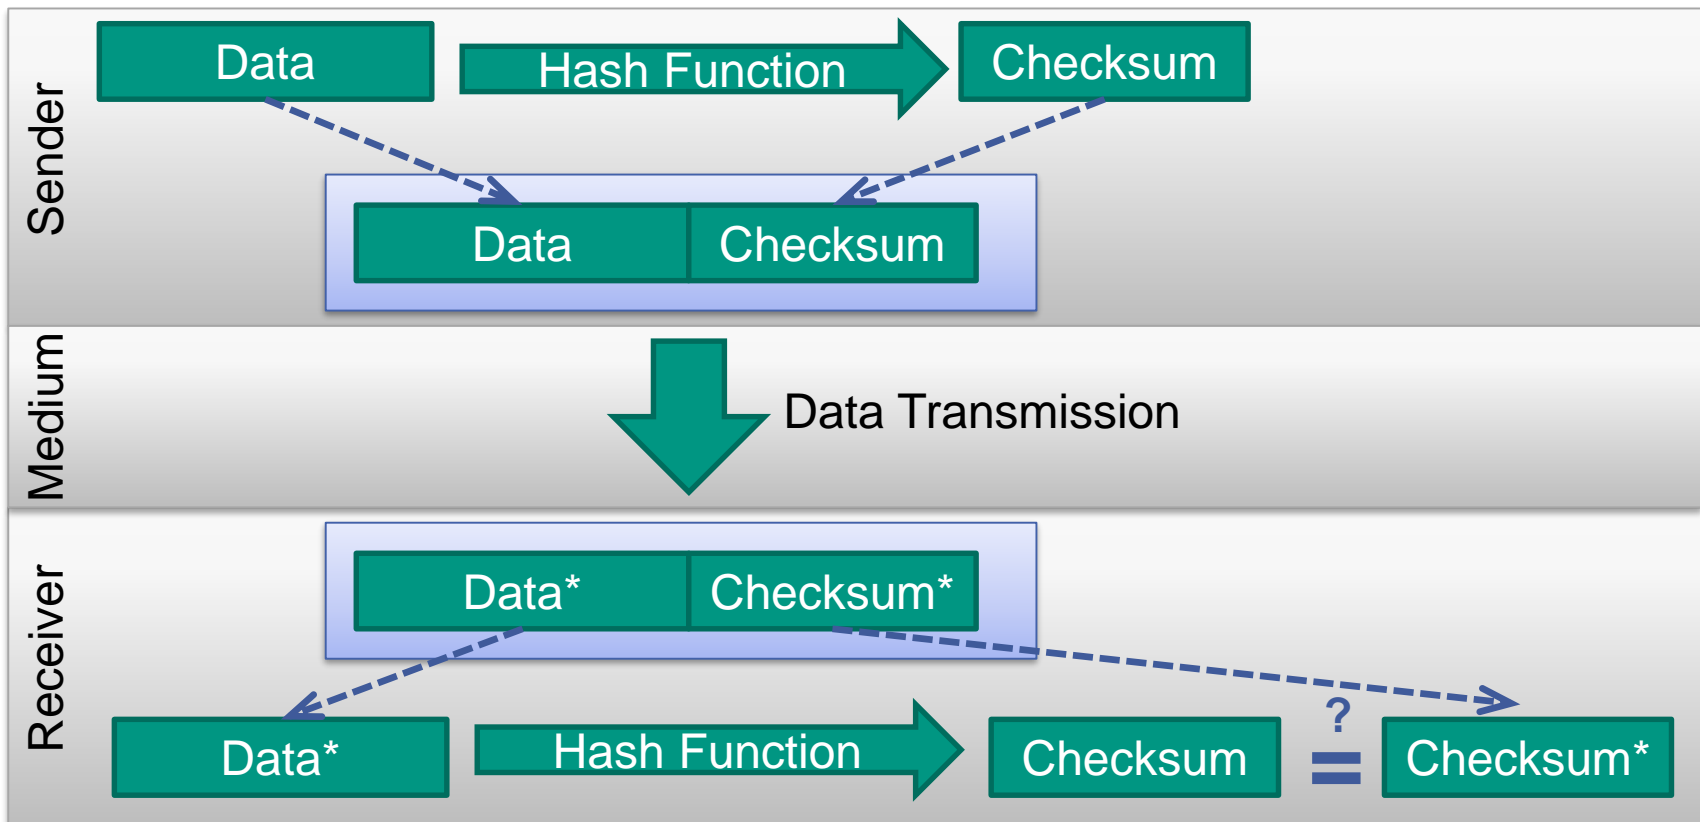 Sender
Data
Hash Function
Checksum
Data
Checksum
Medium
Data Transmission
Receiver
Data*
Checksum*
Data*
Hash Function
Checksum
?
=
Checksum*